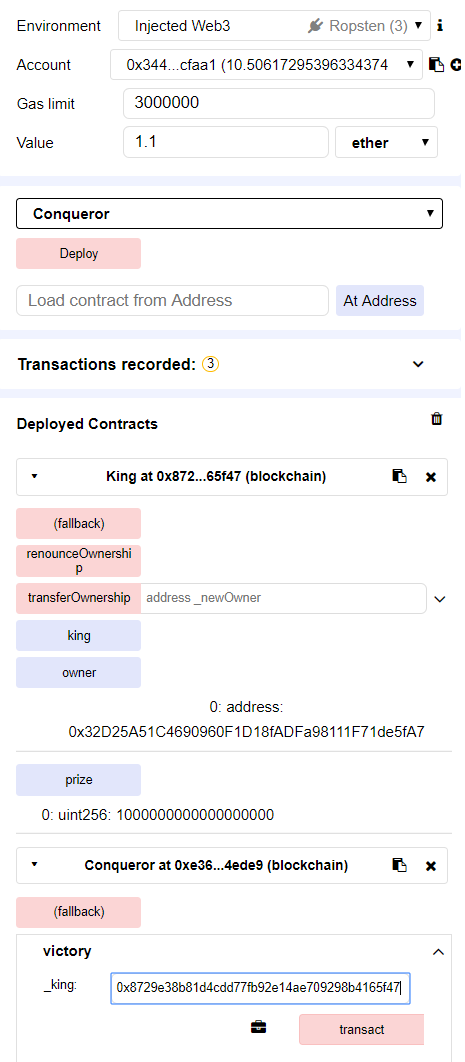 Environment Injected Web3 Ropsten (3) i
Account 0x344...cfaa1 (10.50617295396334374
Gas limit 3000000
Value 1.1 ether
Conqueror
Deploy
Load contract from Address At Address
Transactions recorded: 3
Deployed Contracts
King at 0x872...65f47 (blockchain)
(fallback)
renounceOwnershi
p
transferOwnership address _newOwner
king
owner
0: address:
0x32D25A51C4690960F1D18fADFa98111F71de5fA7
prize
0: uint256: 1000000000000000000
Conqueror at 0xe36...4ede9 (blockchain)
(fallback)
victory
_king: 0x8729e38b81d4cdd77fb92e14ae709298b4165f47
transact